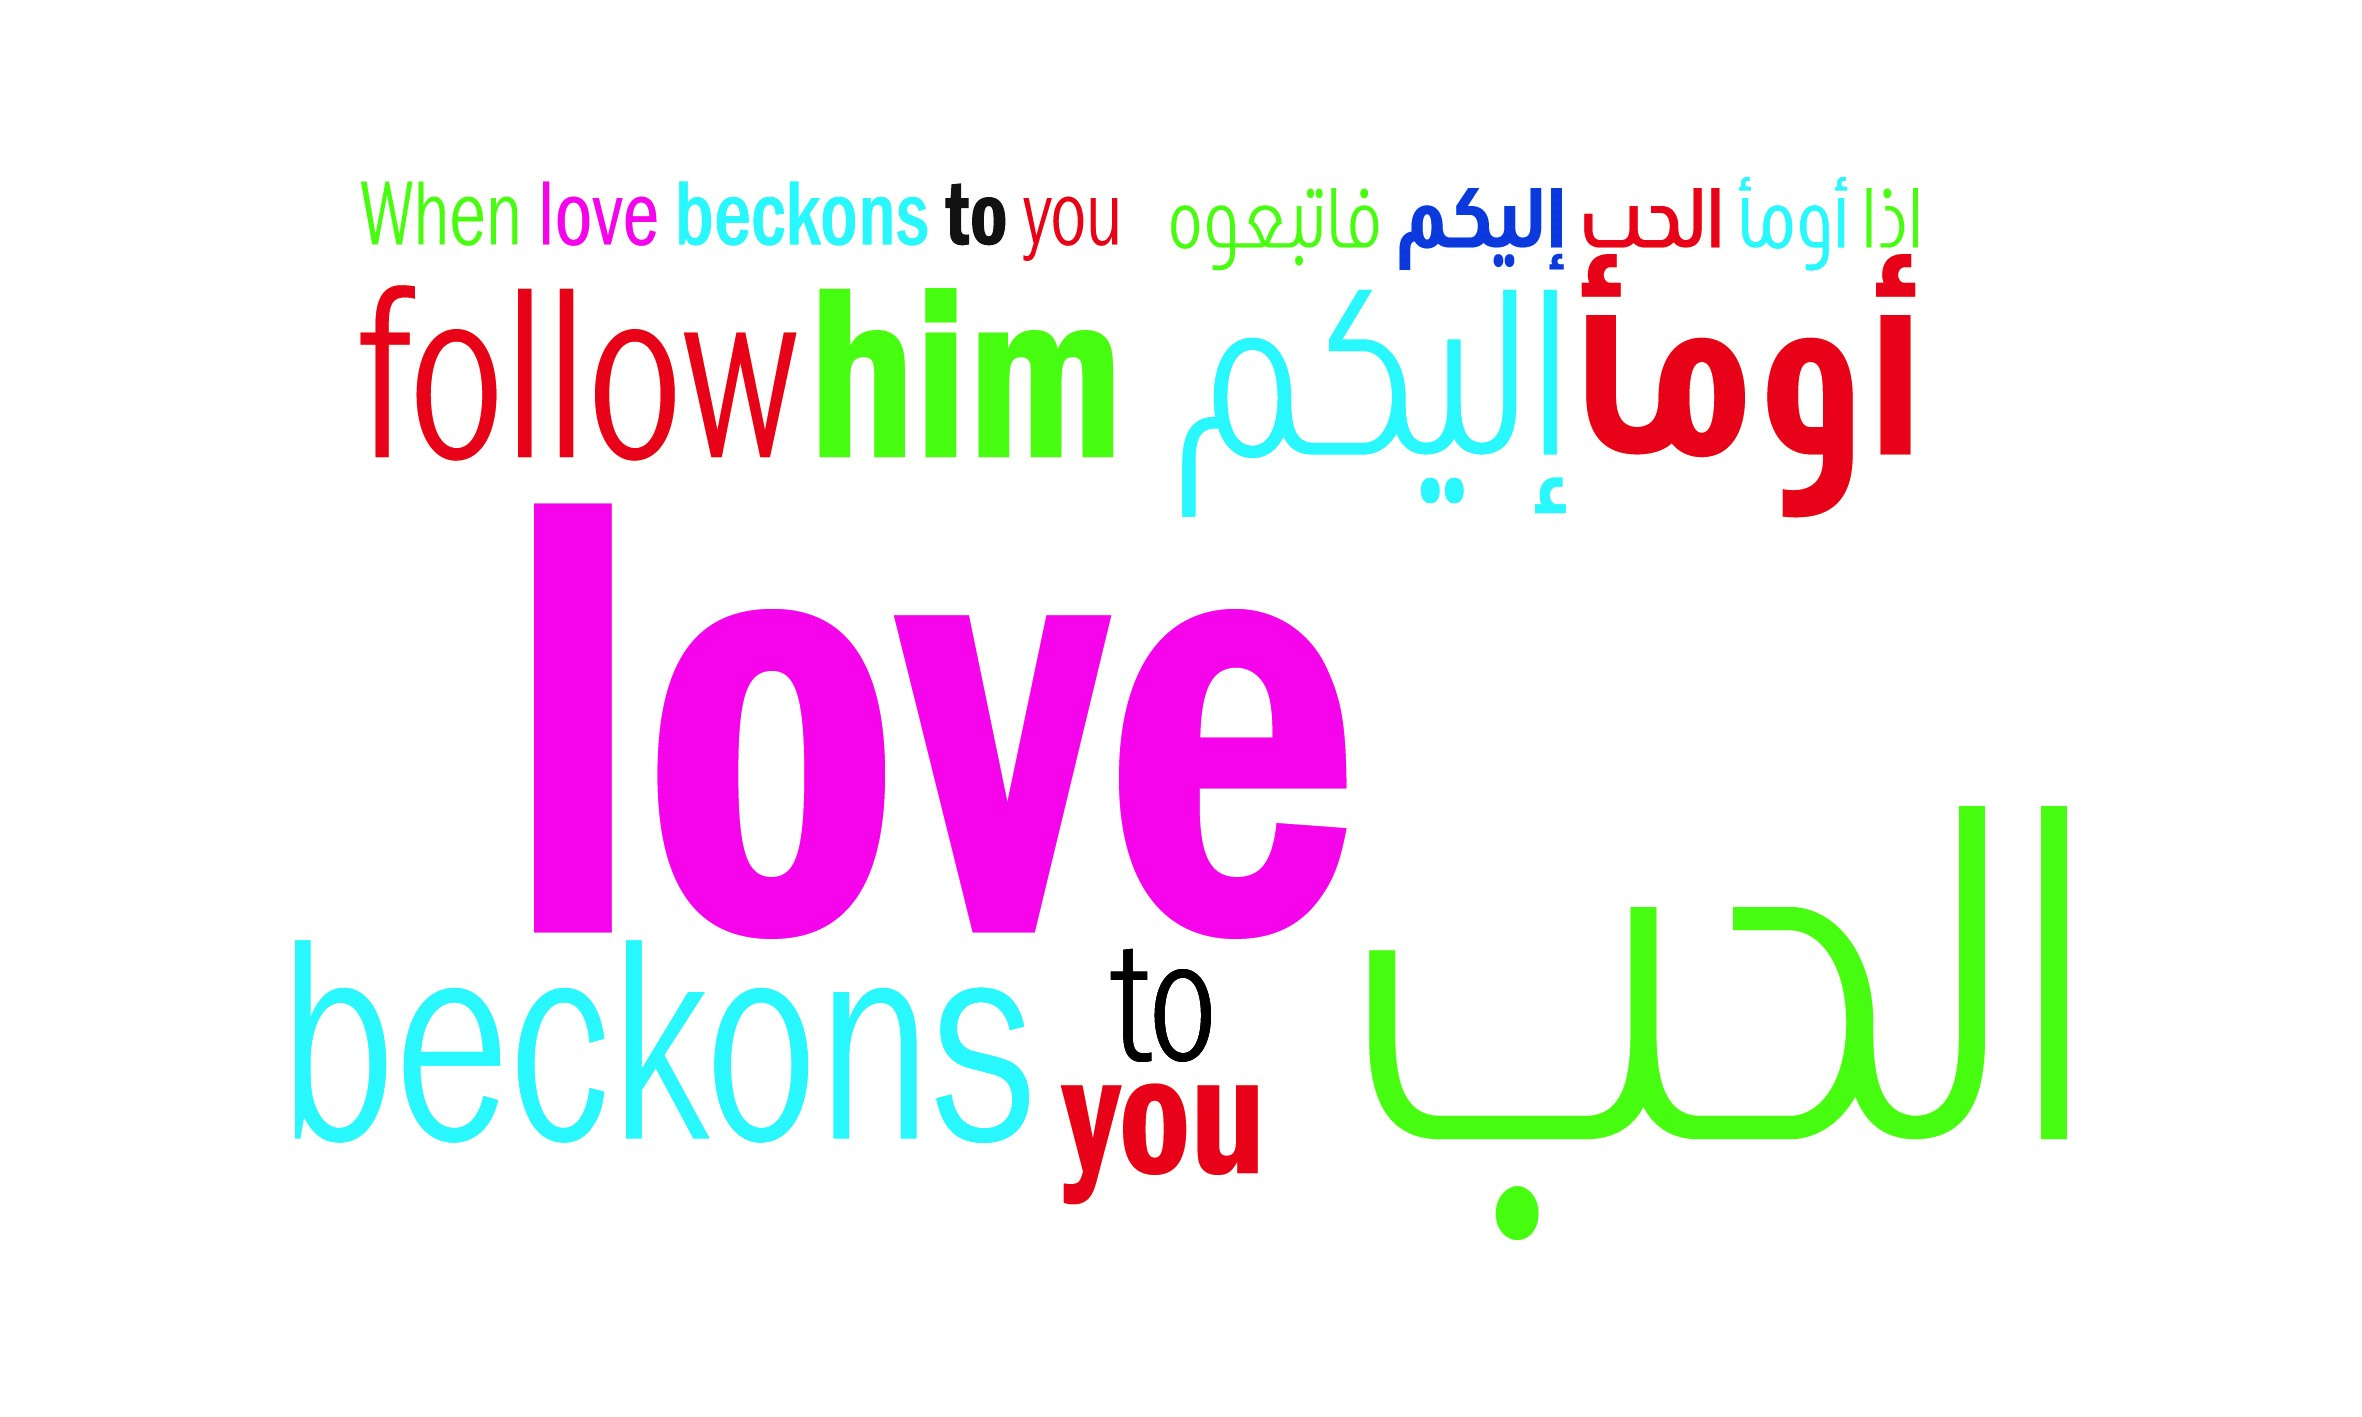 When love beckons to you
اذا أومأ الحب إليكم فاتبعوه
follow him
أومأ إليكم
love
beckons to
you
الحب